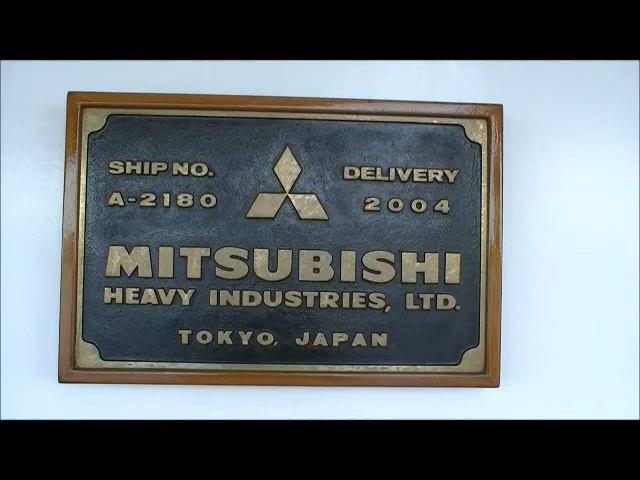 SHIP NO. DELIVERY
A-2180 2004
MITSUBISHI
HEAVY INDUSTRIES, LTD.
TOKYO, JAPAN